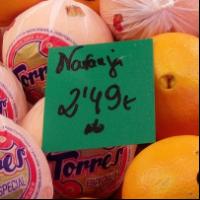 Naranja
2'49€
Torres
Torres
ESPECIAL